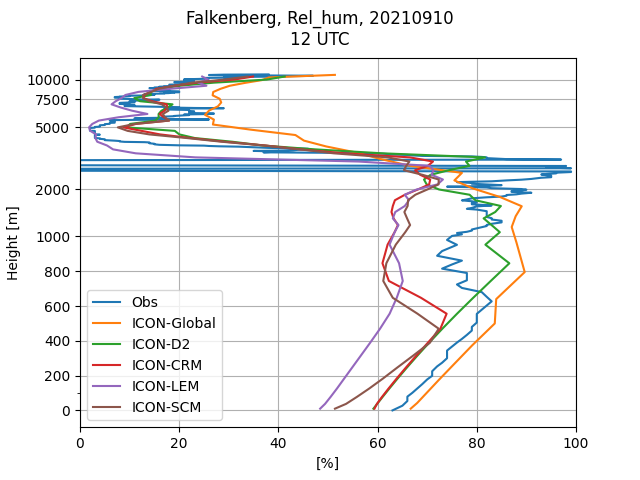 Falkenberg, Rel_hum, 20210910
12 UTC
10000
7500
5000
2000
1000
800
600
400
200
0
Height [m]
Obs
ICON-Global
ICON-D2
ICON-CRM
ICON-LEM
ICON-SCM
0
20
40
60
80
100
[%]